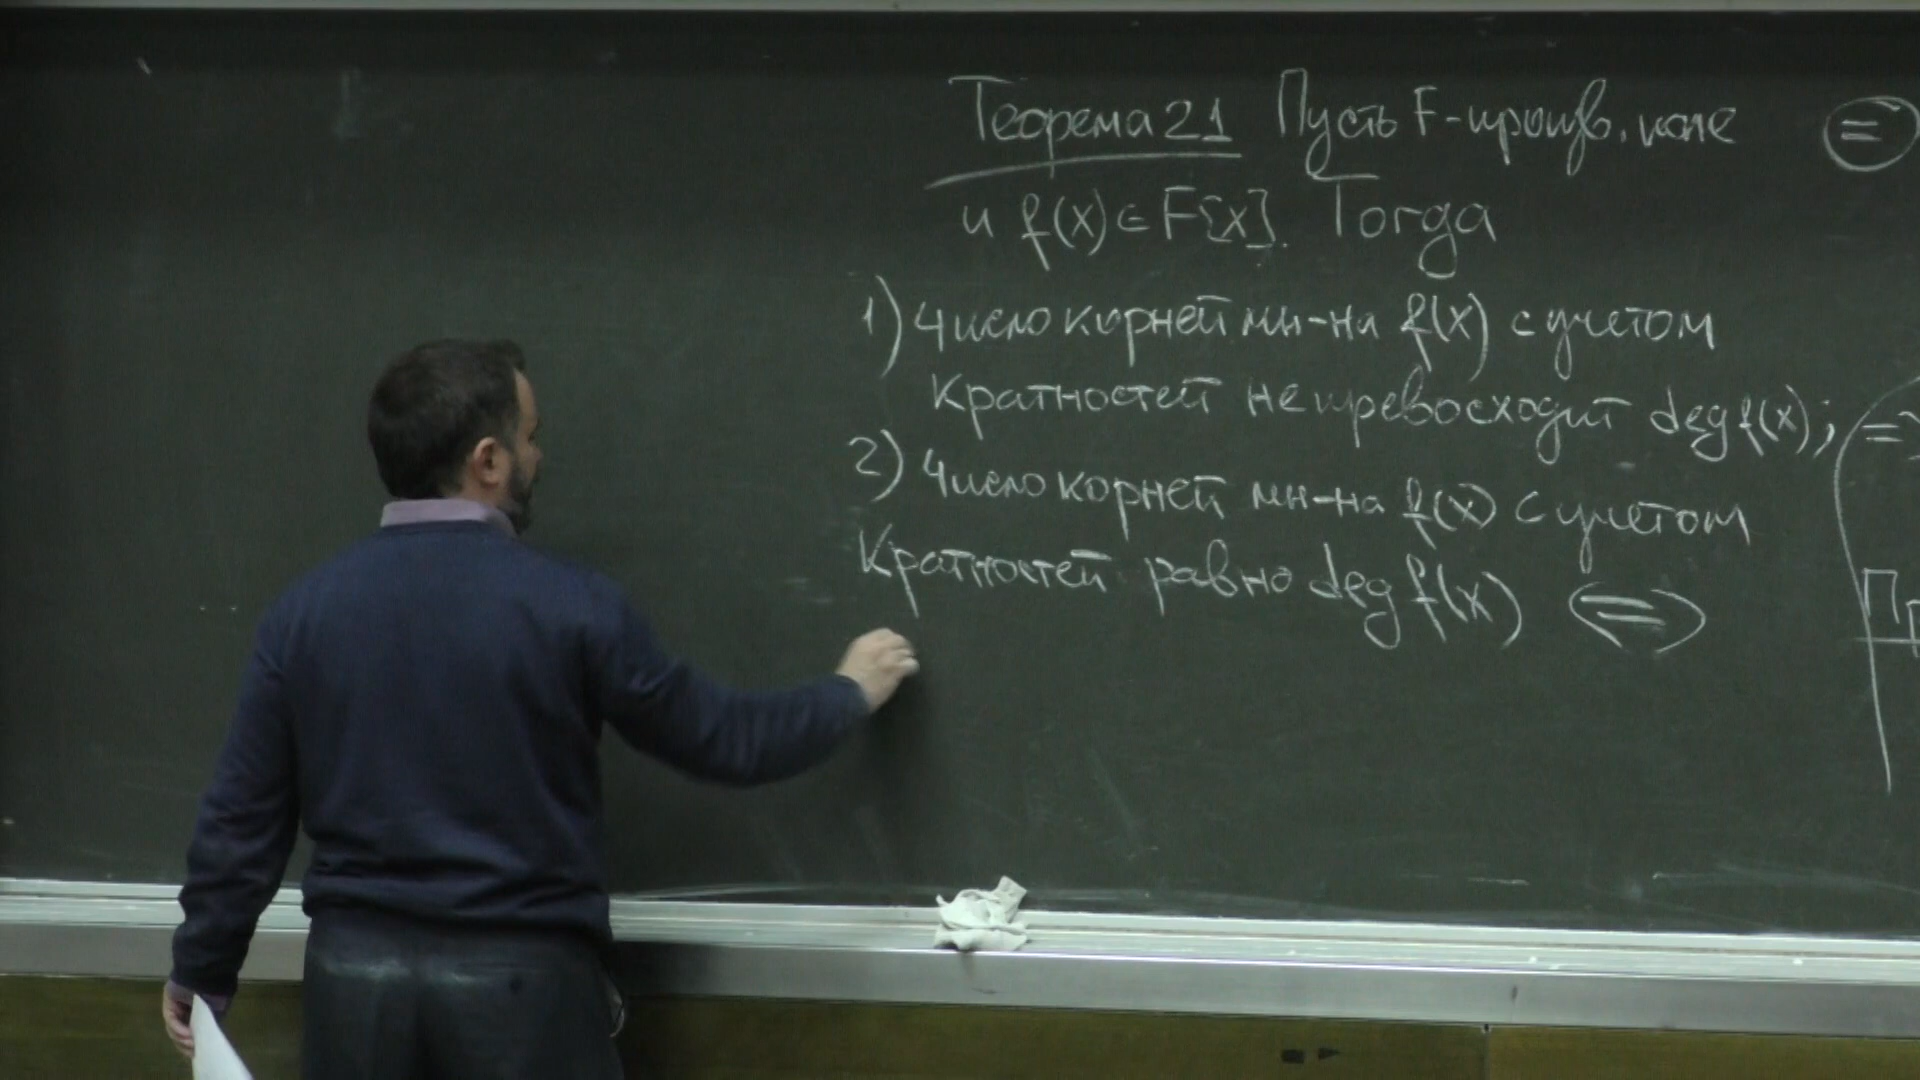 Теорема 21 Пусть F - произв. поле
и f(x) ∈ F[x]. Тогда
1) Число корней мн-на f(x) с учетом
Кратностей не превосходит deg f(x);
2) Число корней мн-на f(x) с учетом
Кратностей равно deg f(x) ⇔
=
=>
Пр